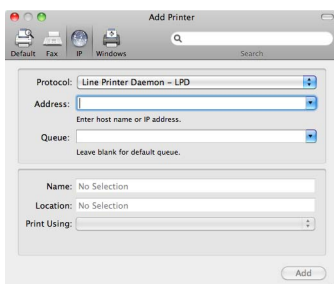 Add Printer
Default Fax IP Windows Search
Protocol: Line Printer Daemon – LPD
Address:
Enter host name or IP address.
Queue:
Leave blank for default queue.
Name: No Selection
Location: No Selection
Print Using:
Add